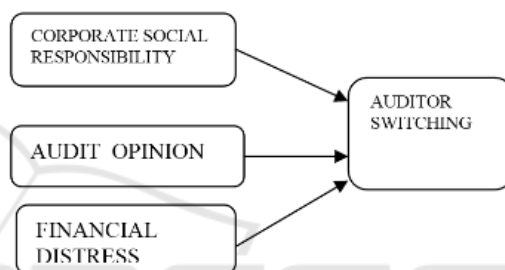 CORPORATE SOCIAL
RESPONSIBILITY
AUDITOR
SWITCHING
AUDIT OPINION
FINANCIAL
DISTRESS